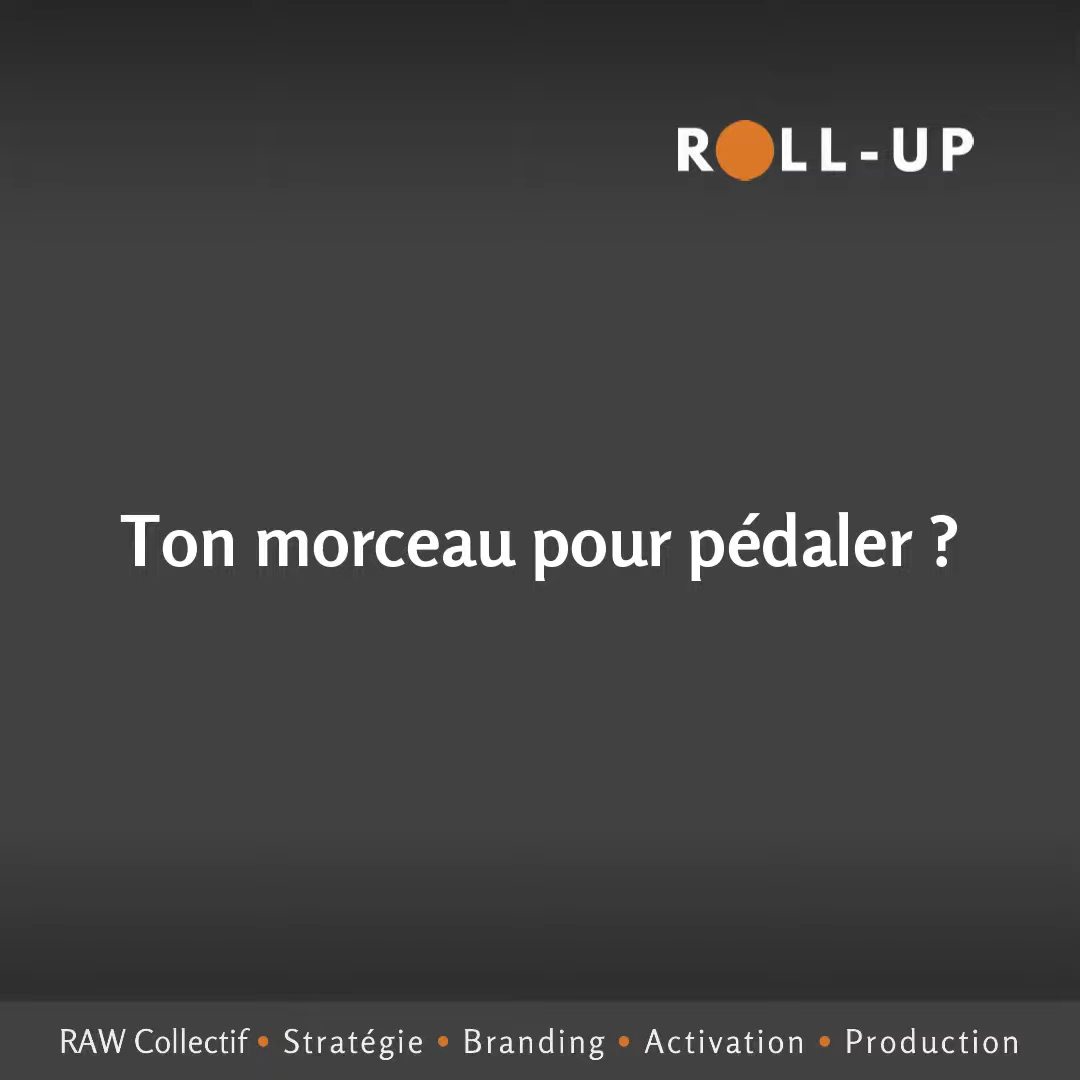 ROLL-UP
Ton morceau pour pédaler ?
RAW Collectif • Stratégie • Branding • Activation • Production